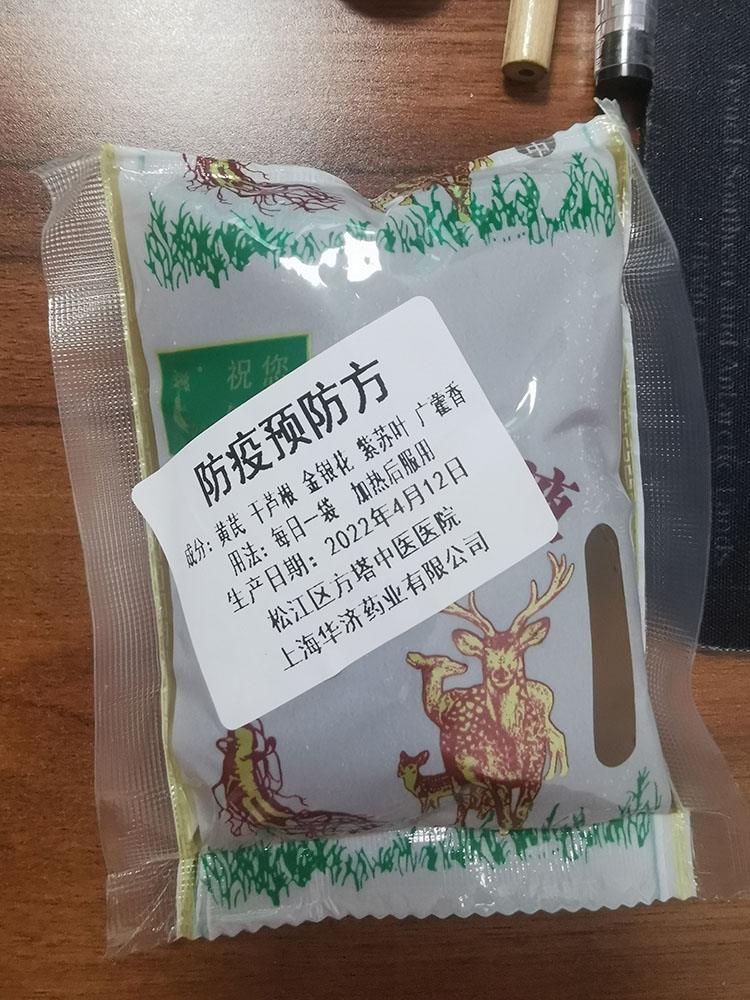 祝您
防疫预防方
成分：黄芪 干芦根 金银花 紫苏叶 广藿香
用法：每日一袋 加热后服用
生产日期：2022年4月12日
松江区方塔中医医院
上海华济药业有限公司